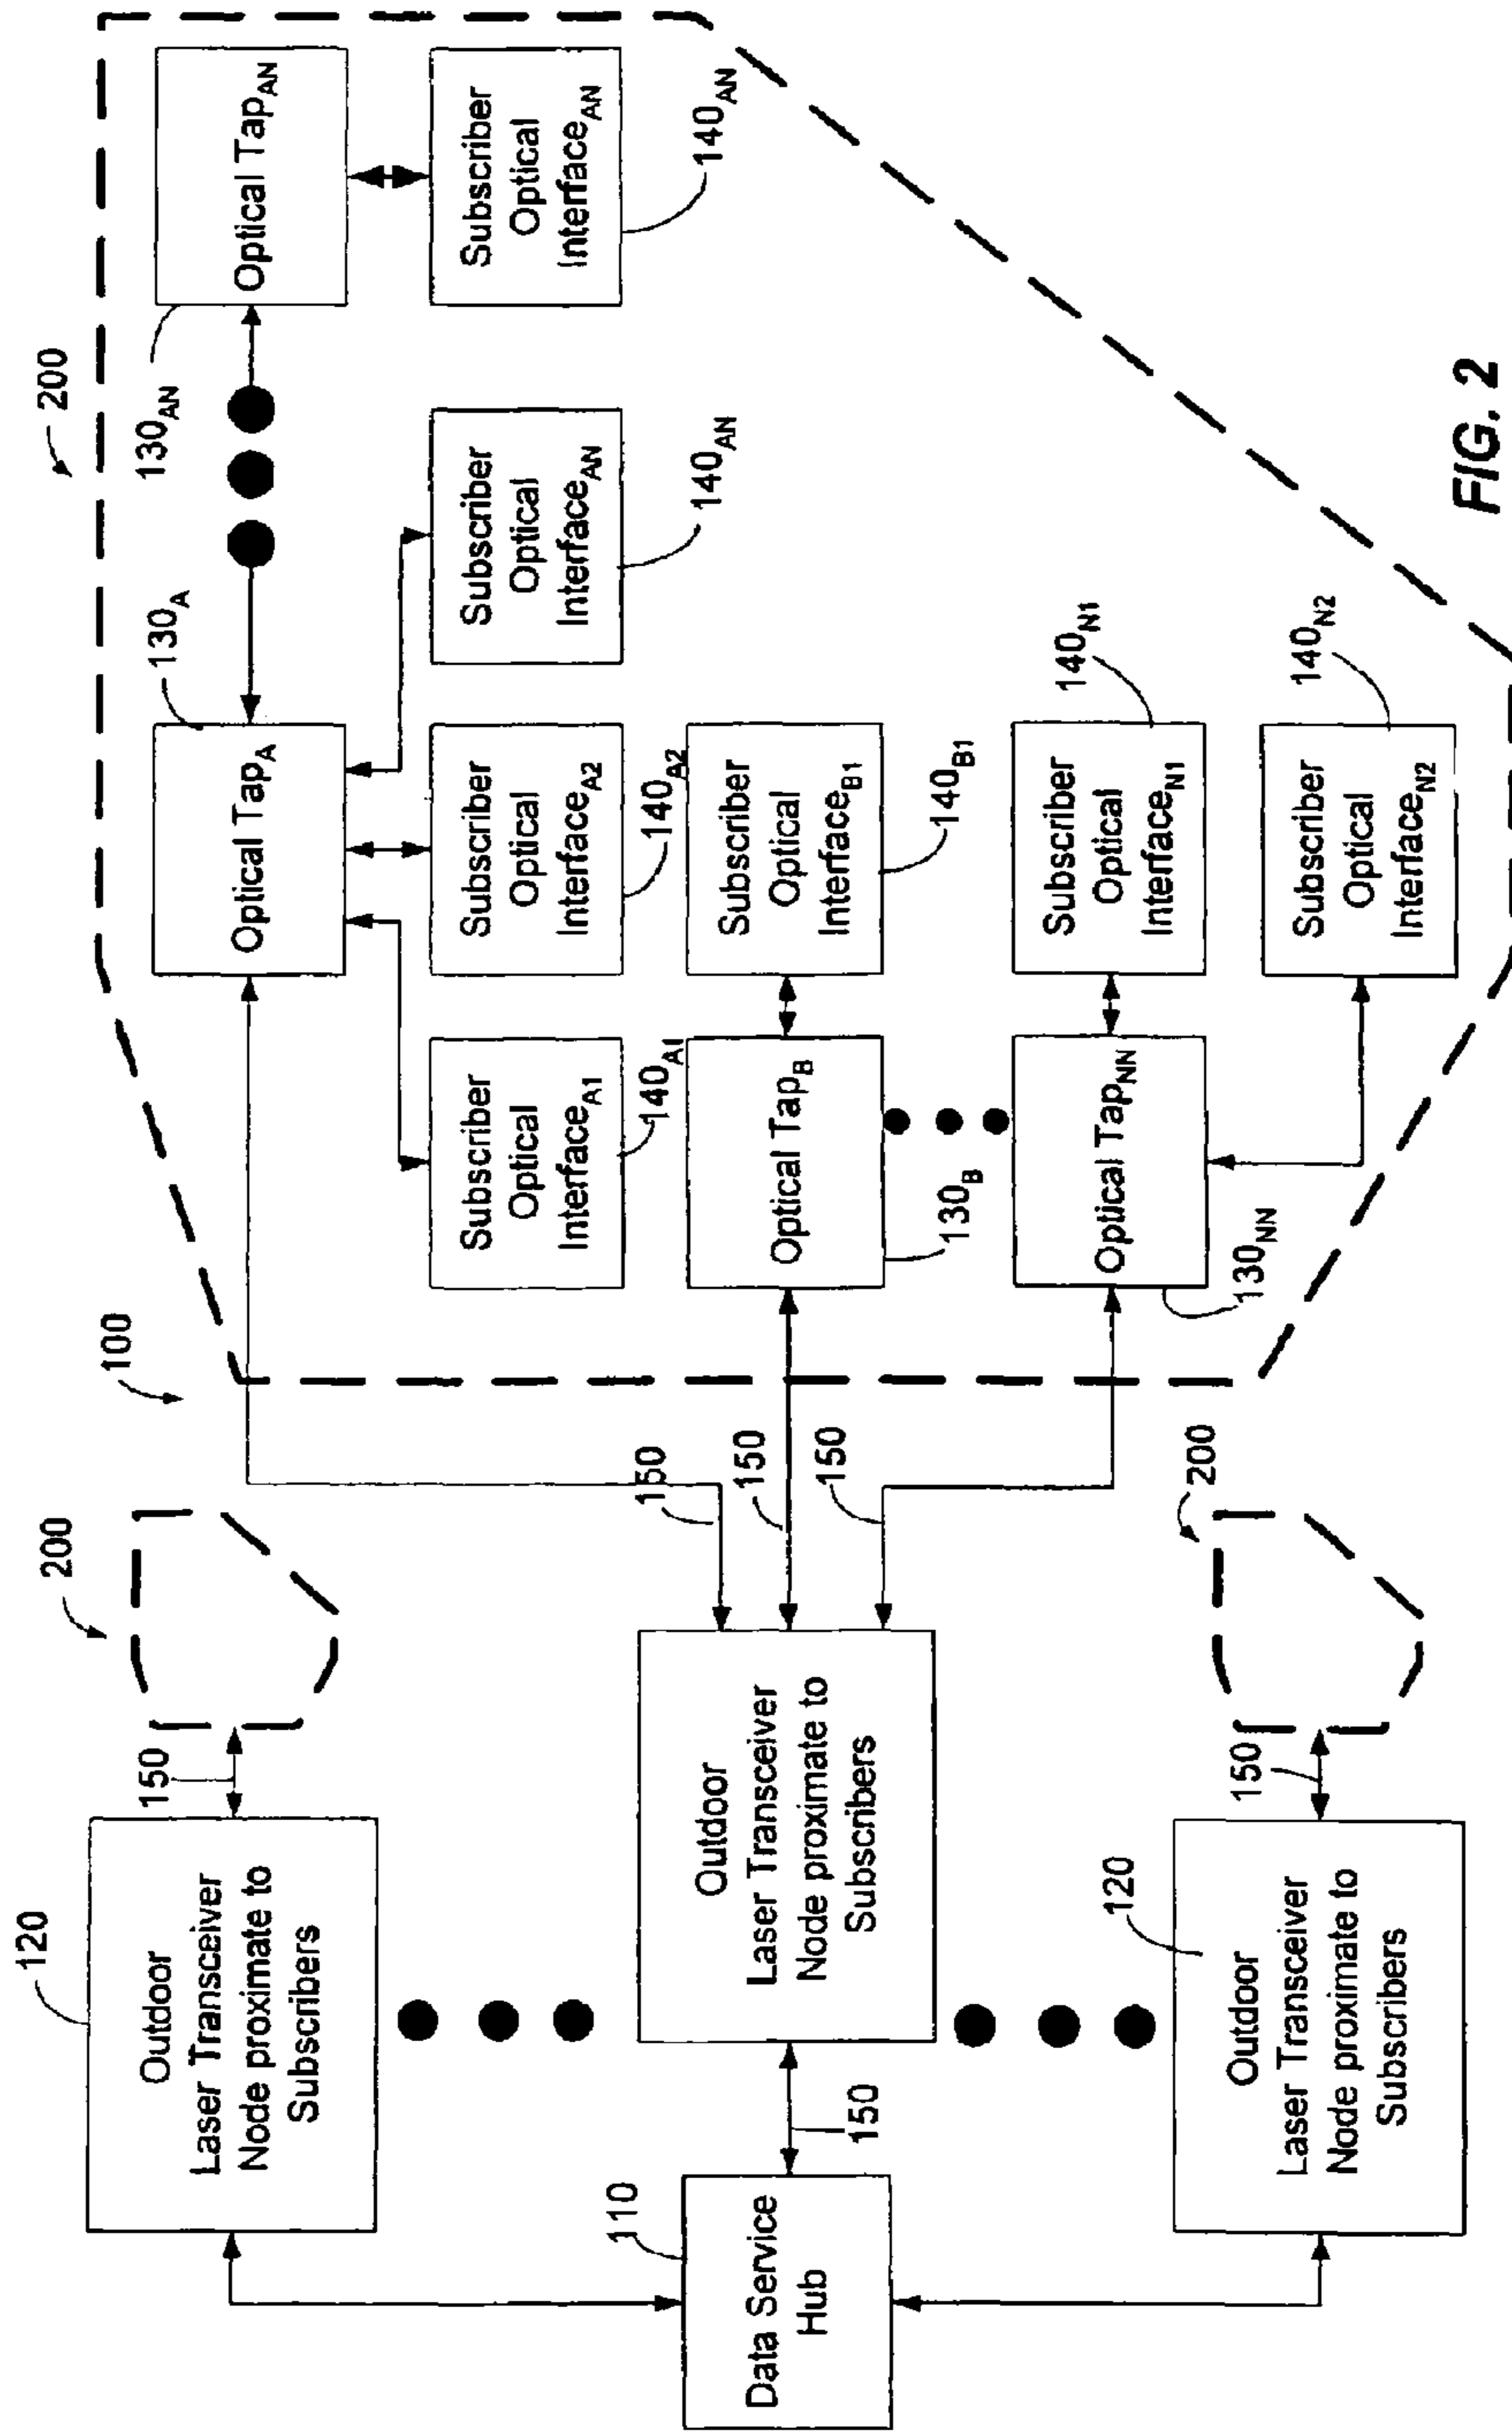 120
Outdoor
Laser Transceiver
Node proximate to
Subscribers
150
200
110
Data Service
Hub
150
Outdoor
Laser Transceiver
Node proximate to
Subscribers
150
150
150
120
Outdoor
Laser Transceiver
Node proximate to
Subscribers
150
200
100
200
Optical Tap_A
130_A
Optical Tap_AN
130_AN
Subscriber
Optical
Interface_A1
140_A1
Subscriber
Optical
Interface_A2
140_A2
Subscriber
Optical
Interface_AN
140_AN
Subscriber
Optical
Interface_AN
140_AN
Optical Tap_B
130_B
Subscriber
Optical
Interface_B1
140_B1
Optical Tap_NN
130_NN
Subscriber
Optical
Interface_N1
140_N1
Subscriber
Optical
Interface_N2
140_N2
FIG. 2